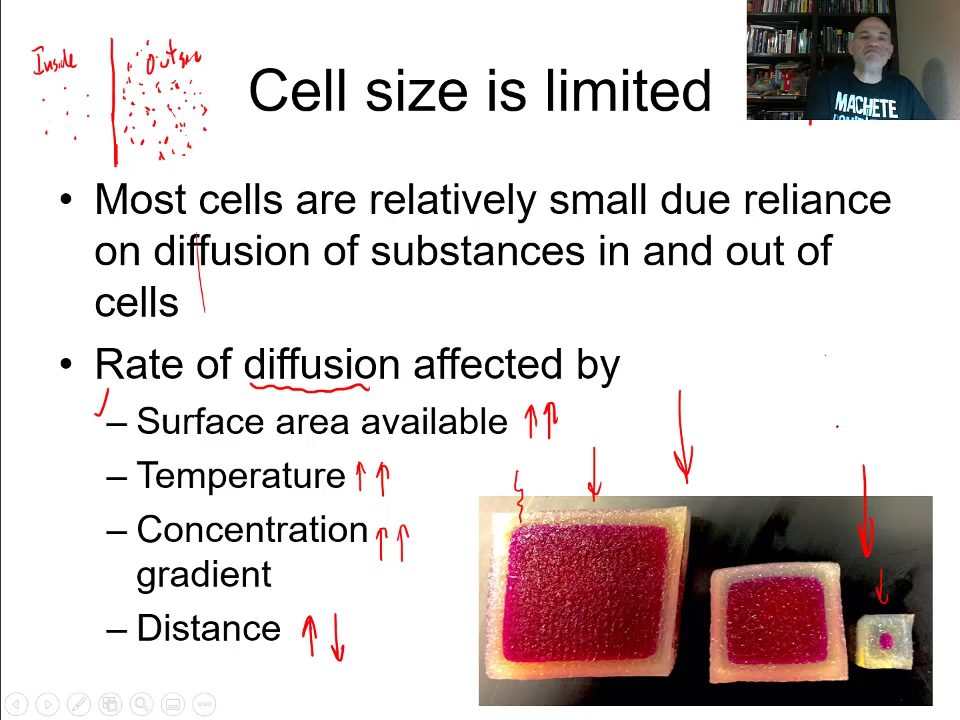 Inside
Cell size is limited
MACHETE
• Most cells are relatively small due reliance
on diffusion of substances in and out of
cells
• Rate of diffusion affected by
– Surface area available ↑↑
– Temperature ↑↑
– Concentration ↑↑
gradient
– Distance ↑↓